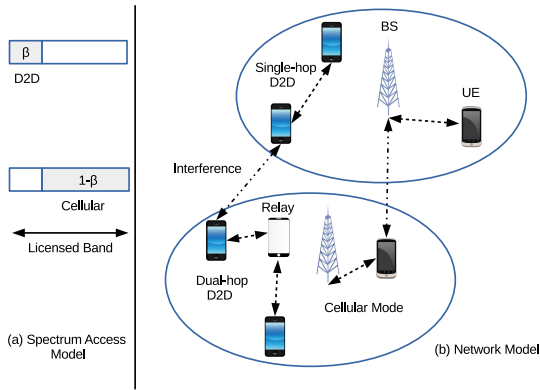 β
D2D
1-β
Cellular
Licensed Band
(a) Spectrum Access
Model
BS
Single-hop
D2D
UE
Interference
Relay
Dual-hop
D2D
Cellular Mode
(b) Network Model